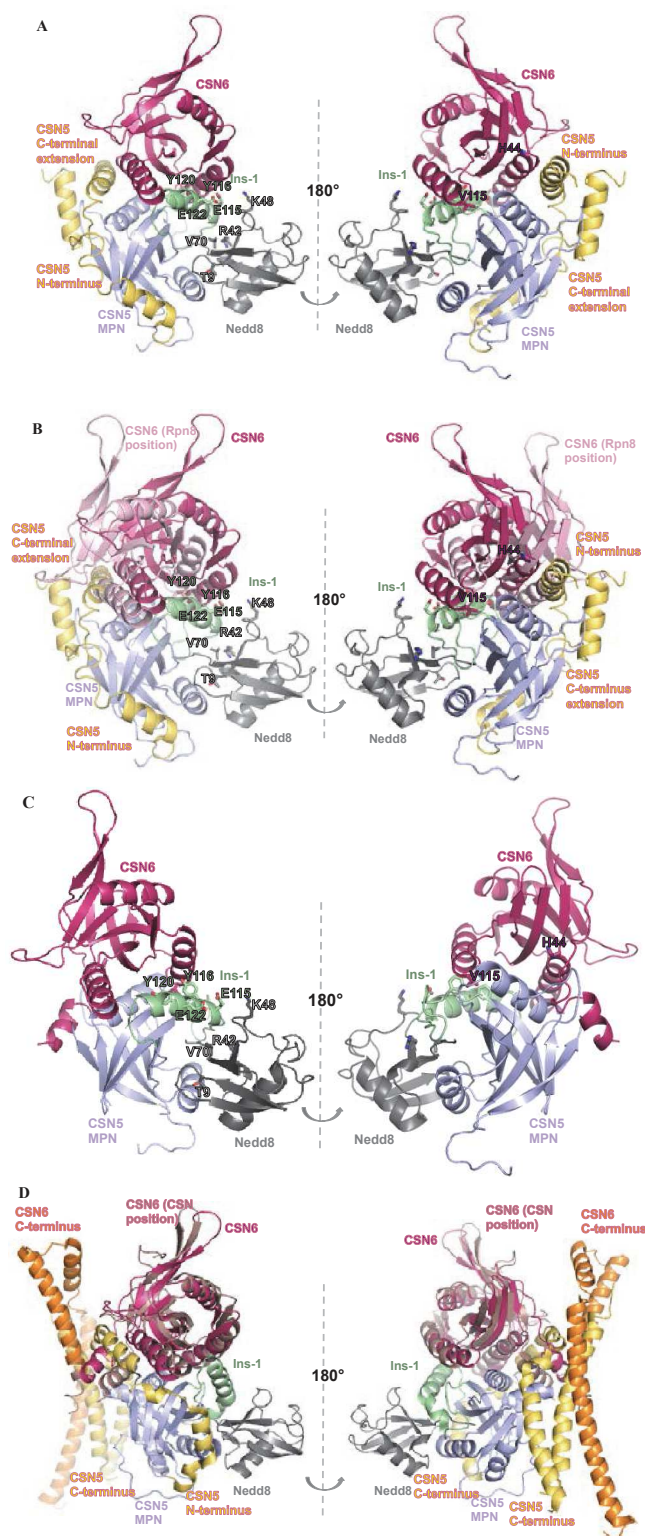 A
CSN6
CSN6
CSN5
C-terminal
extension
H44
CSN5
N-terminus
Y120
Y116
Ins-1
K48
E122
E115
180°
Ins-1
V115
V70
R42
CSN5
N-terminus
T9
CSN5
C-terminal
extension
CSN5
MPN
Nedd8
Nedd8
CSN5
MPN
B
CSN6 (Rpn8
position)
CSN6
CSN6
CSN6 (Rpn8
position)
CSN5
C-terminal
extension
H44
CSN5
N-terminus
Y120
Y116
Ins-1
K48
E122
E115
180°
Ins-1
V115
V70
R42
CSN5
MPN
T9
CSN5
C-terminus
extension
CSN5
N-terminus
Nedd8
Nedd8
CSN5
MPN
C
CSN6
CSN6
H44
Y120
Y116
Ins-1
E115
K48
E122
180°
Ins-1
V115
V70
R42
T9
CSN5
MPN
Nedd8
Nedd8
CSN5
MPN
D
CSN6
C-terminus
CSN6 (CSN
position)
CSN6
CSN6 (CSN
position)
CSN6
CSN6
C-terminus
Ins-1
180°
Ins-1
CSN5
C-terminus
CSN5
MPN
CSN5
N-terminus
Nedd8
Nedd8
CSN5
C-terminus
CSN5
MPN
CSN5
C-terminus